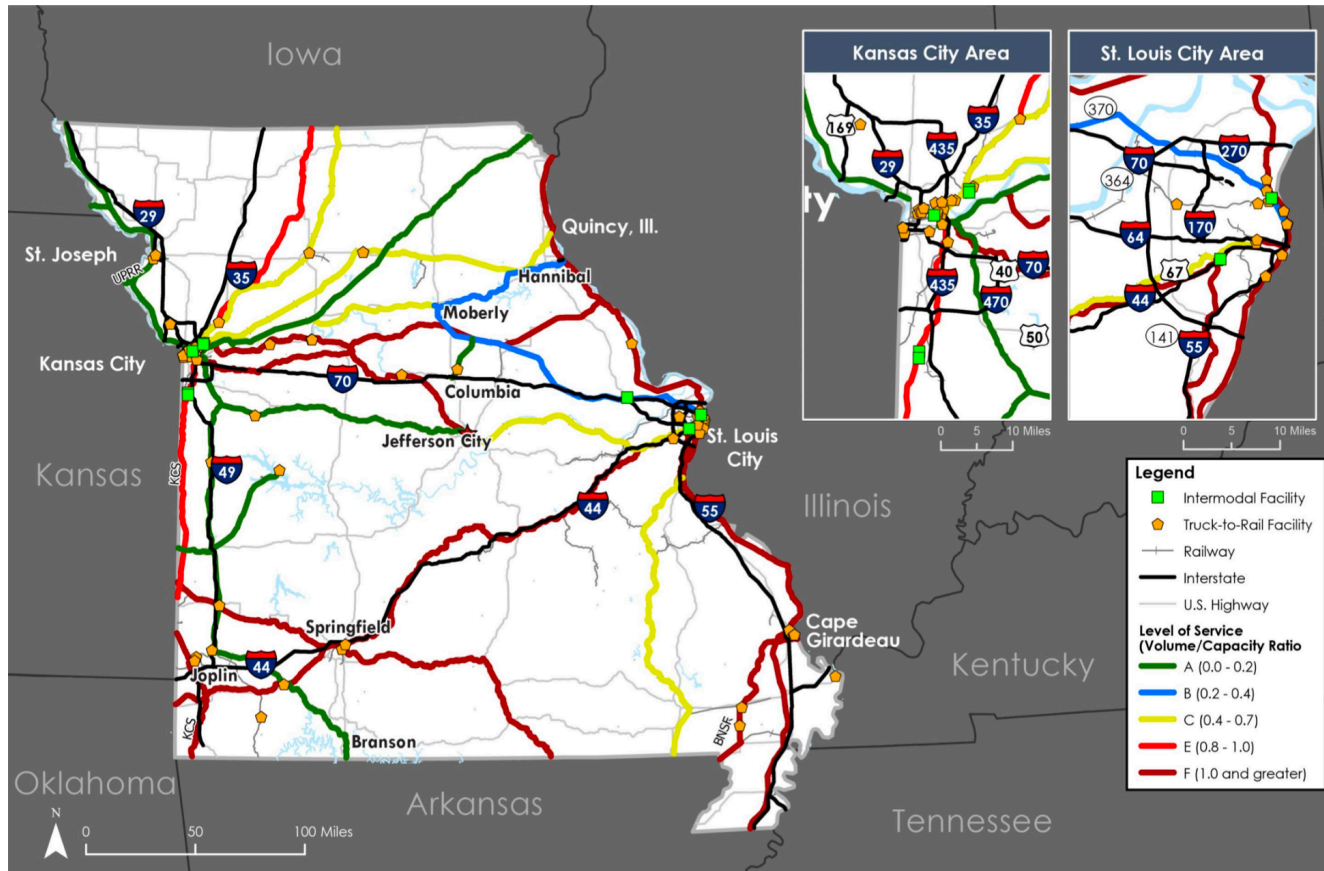 Iowa
Kansas City Area
St. Louis City Area
169
29
435
35
ty
435
40
70
470
50
0 5 10 Miles
370
70
270
364
170
64
67
44
141
55
0 5 10 Miles
29
St. Joseph
UPRR
35
Quincy, Ill.
Hannibal
Moberly
Kansas City
70
Columbia
Jefferson City
St. Louis
City
Kansas
KCS
49
44
55
Illinois
Springfield
Cape
Girardeau
44
Joplin
Kentucky
KCS
BNSF
Branson
Oklahoma
Arkansas
Tennessee
N
0 50 100 Miles
Legend
Intermodal Facility
Truck-to-Rail Facility
Railway
Interstate
U.S. Highway
Level of Service
(Volume/Capacity Ratio
A (0.0 - 0.2)
B (0.2 - 0.4)
C (0.4 - 0.7)
E (0.8 - 1.0)
F (1.0 and greater)